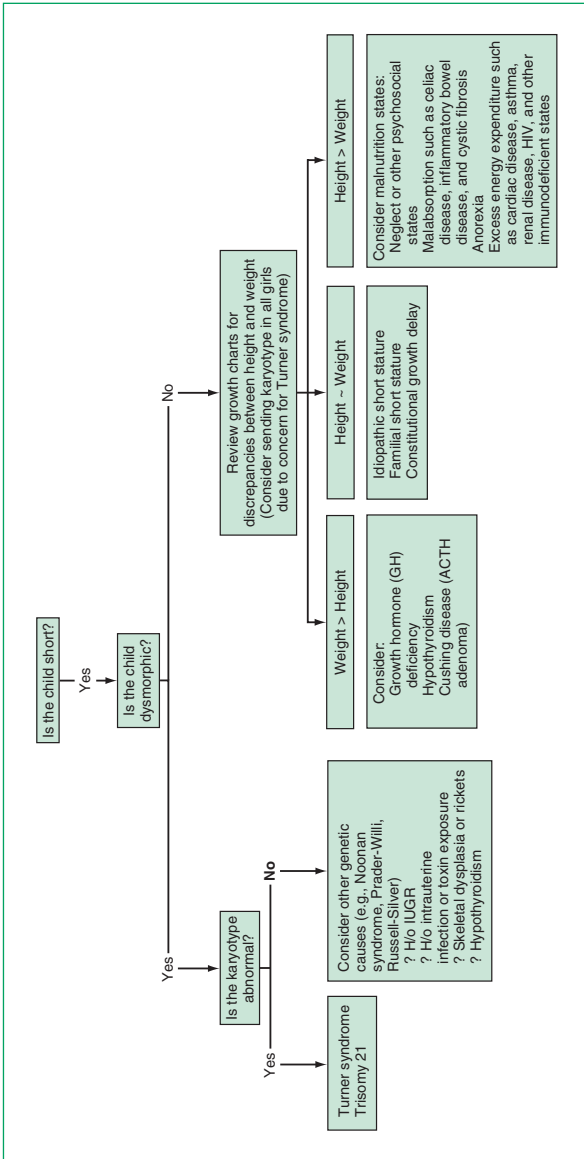 Is the child short?
Yes
Is the child
dysmorphic?
Yes
No
Is the karyotype
abnormal?
Yes
No
Turner syndrome
Trisomy 21
Consider other genetic
causes (e.g., Noonan
syndrome, Prader-Willi,
Russell-Silver)
? H/o IUGR
? H/o intrauterine
infection or toxin exposure
? Skeletal dysplasia or rickets
? Hypothyroidism
Review growth charts for
discrepancies between height and weight
(Consider sending karyotype in all girls
due to concern for Turner syndrome)
Weight > Height
Consider:
Growth hormone (GH)
deficiency
Hypothyroidism
Cushing disease (ACTH
adenoma)
Height ~ Weight
Idiopathic short stature
Familial short stature
Constitutional growth delay
Height > Weight
Consider malnutrition states:
Neglect or other psychosocial
states
Malabsorption such as celiac
disease, inflammatory bowel
disease, and cystic fibrosis
Anorexia
Excess energy expenditure such
as cardiac disease, asthma,
renal disease, HIV, and other
immunodeficient states